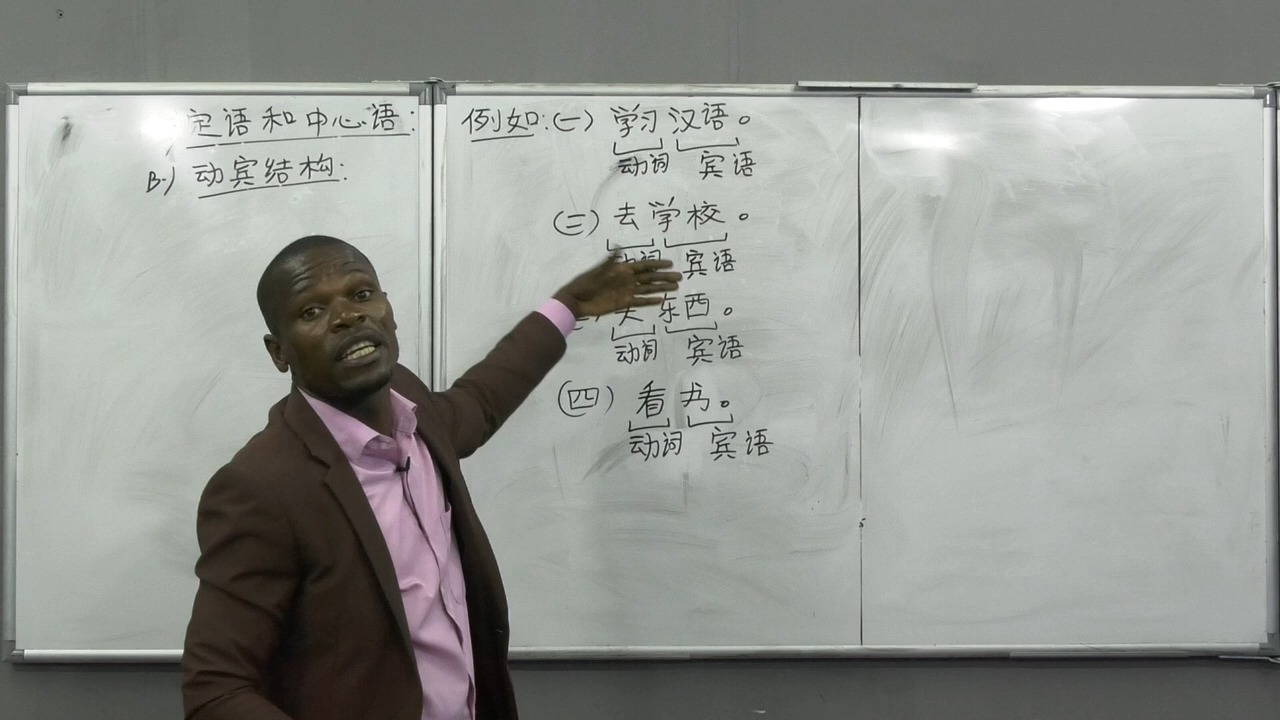 定语和中心语:
B.) 动宾结构:
例如:(一) 学习汉语。
动词 宾语
(二) 去学校。
动词 宾语
东西。
动词 宾语
(四) 看书。
动词 宾语